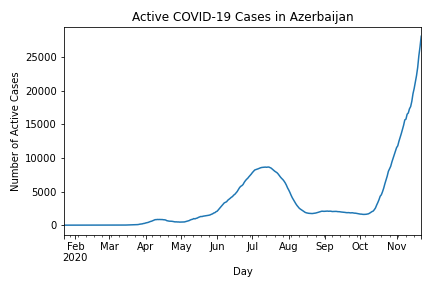 Active COVID-19 Cases in Azerbaijan
Number of Active Cases
25000
20000
15000
10000
5000
0
Feb Mar Apr May Jun Jul Aug Sep Oct Nov
2020
Day